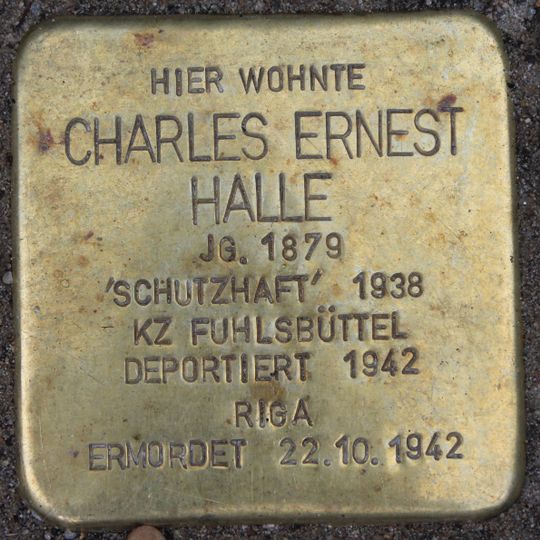 HIER WOHNTE
CHARLES ERNEST
HALLE
JG. 1879
'SCHUTZHAFT' 1938
KZ FUHLSBÜTTEL
DEPORTIERT 1942
RIGA
ERMORDET 22.10.1942